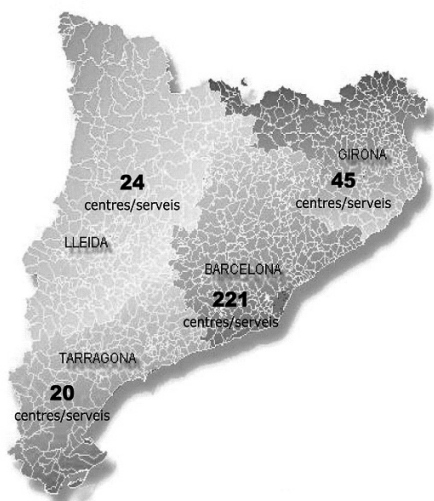 GIRONA
45
centres/serveis
24
centres/serveis
LLEIDA
BARCELONA
221
centres/serveis
TARRAGONA
20
centres/serveis